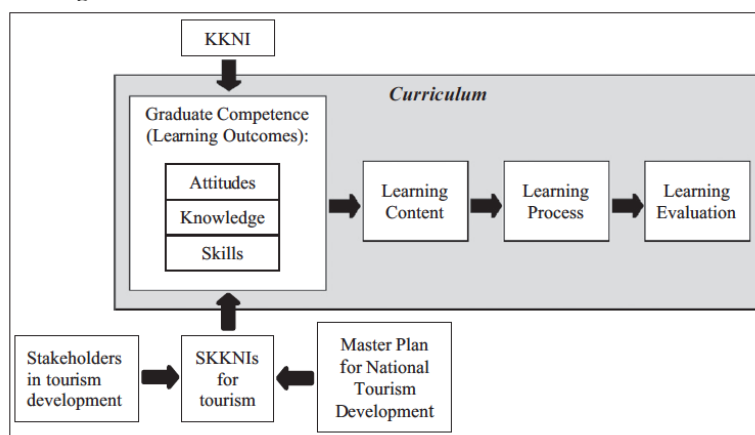 KKNI
Curriculum
Graduate Competence
(Learning Outcomes):
Attitudes
Knowledge
Skills
Learning
Content
Learning
Process
Learning
Evaluation
Stakeholders
in tourism
development
SKKNIs
for
tourism
Master Plan
for National
Tourism
Development